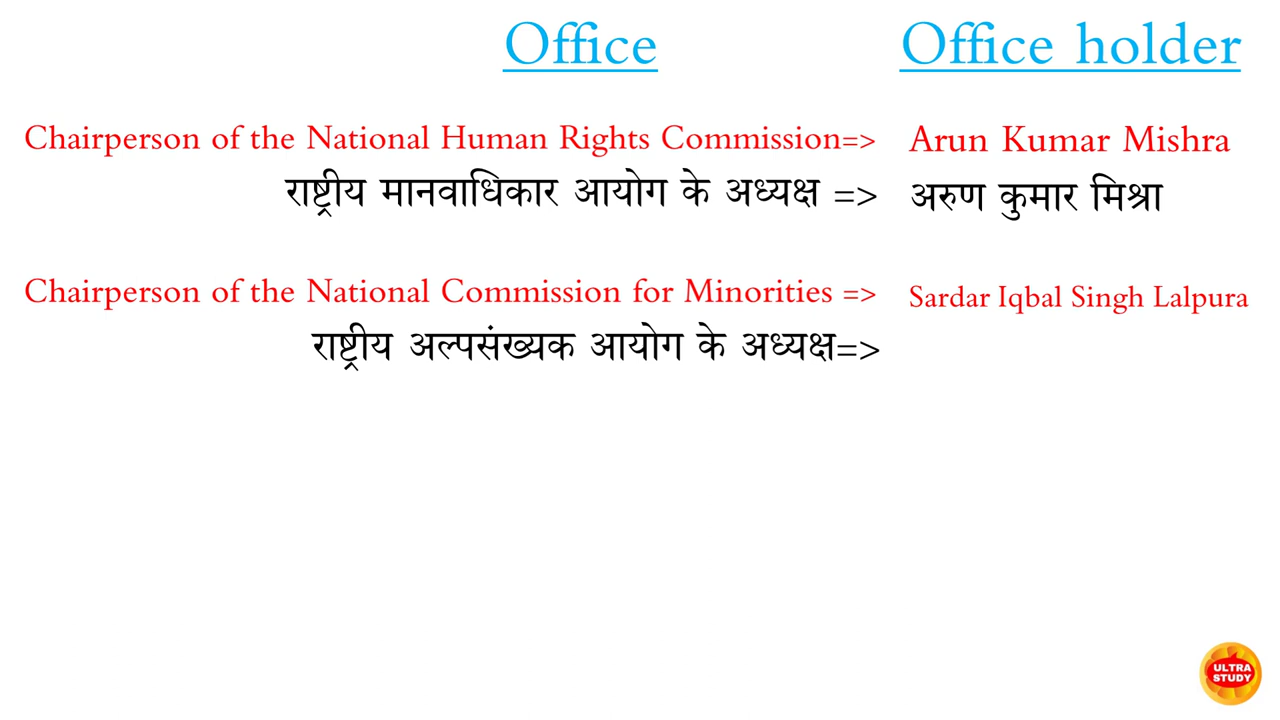 Office Office holder
Chairperson of the National Human Rights Commission=> Arun Kumar Mishra
राष्ट्रीय मानवाधिकार आयोग के अध्यक्ष => अरुण कुमार मिश्रा
Chairperson of the National Commission for Minorities => Sardar Iqbal Singh Lalpura
राष्ट्रीय अल्पसंख्यक आयोग के अध्यक्ष=>
ULTRA
STUDY